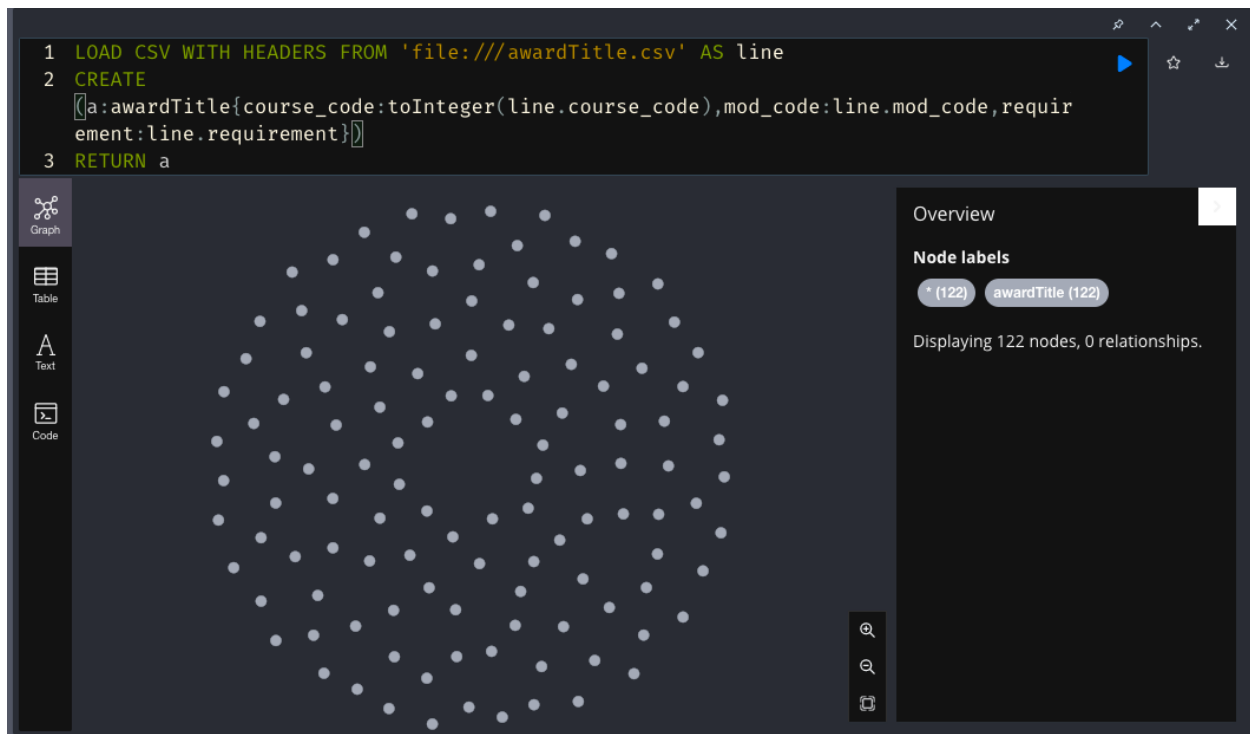 1 LOAD CSV WITH HEADERS FROM 'file:///awardTitle.csv' AS line
2 CREATE
(a:awardTitle{course_code:toInteger(line.course_code),mod_code:line.mod_code,requir
ement:line.requirement})
3 RETURN a
Graph
Table
Text
Code
Overview
Node labels
* (122) awardTitle (122)
Displaying 122 nodes, 0 relationships.